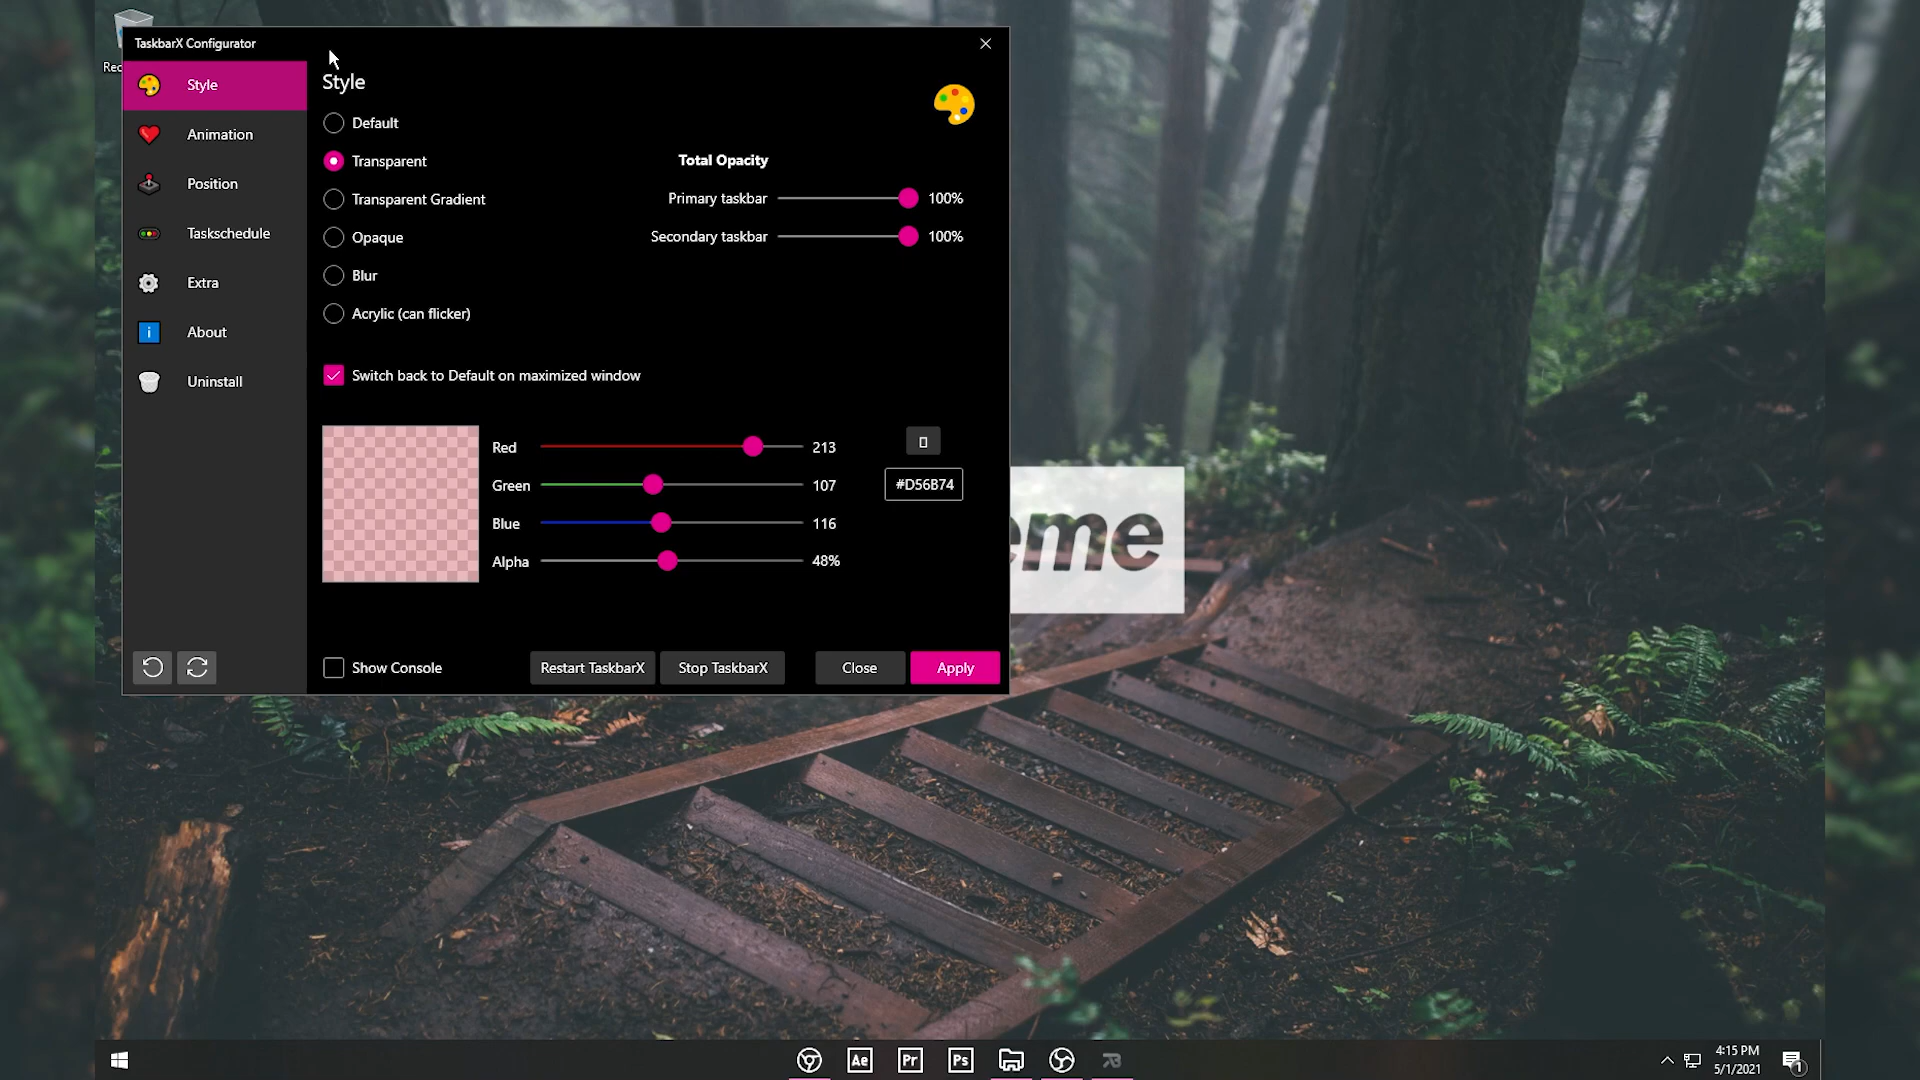 Rec
TaskbarX Configurator
Style
Animation
Position
Taskschedule
Extra
About
Uninstall
Style
Default
Transparent
Transparent Gradient
Opaque
Blur
Acrylic (can flicker)
Total Opacity
Primary taskbar 100%
Secondary taskbar 100%
Switch back to Default on maximized window
Red 213
Green 107
Blue 116
Alpha 48%
#D56B74
Show Console
Restart TaskbarX
Stop TaskbarX
Close
Apply
eme
Ae
Pr
Ps
4:15 PM
5/1/2021
1